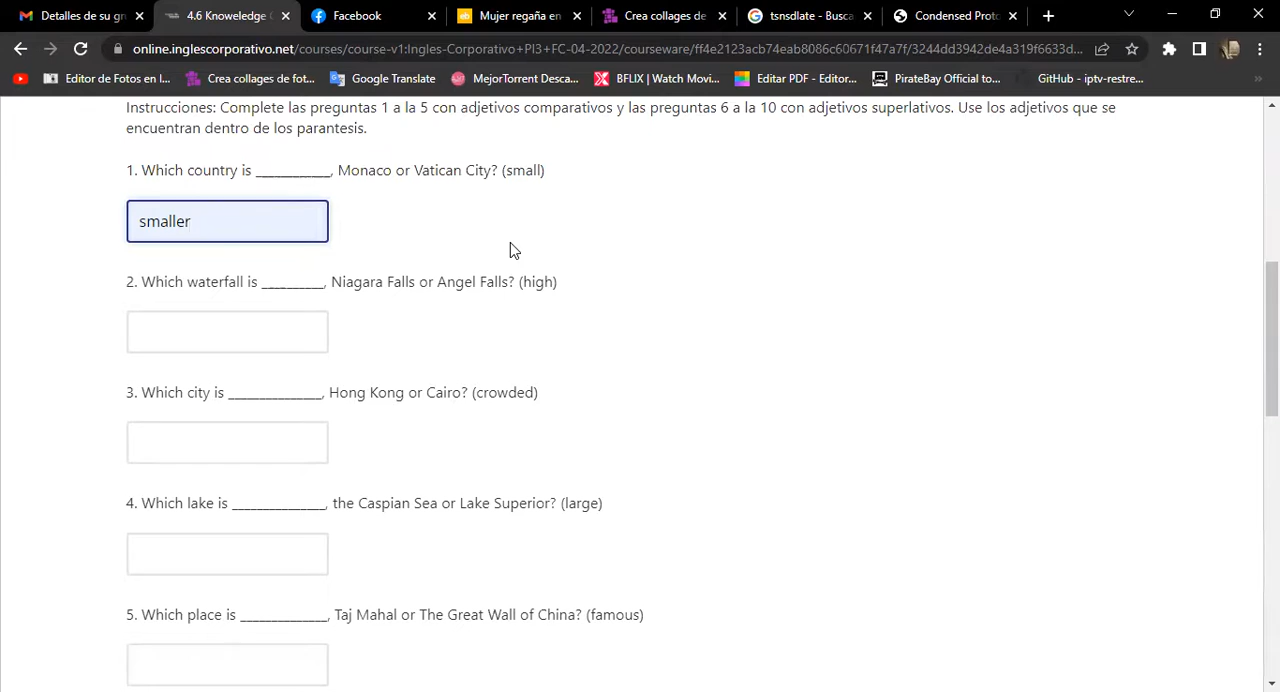 Detalles de su gr
4.6 Knoweledge C
Facebook
Mujer regaña en
Crea collages de
tsnsdlate - Busca
Condensed Proto
online.inglescorporativo.net/courses/course-v1:Ingles-Corporativo+PI3+FC-04-2022/courseware/ff4e2123acb74eab8086c60671f47a7f/3244dd3942de4a319f6633d...
Editor de Fotos en l...
Crea collages de fot...
Google Translate
MejorTorrent Desca...
BFLIX | Watch Movi...
Editar PDF - Editor...
PirateBay Official to...
GitHub - iptv-restre...
Instrucciones: Complete las preguntas 1 a la 5 con adjetivos comparativos y las preguntas 6 a la 10 con adjetivos superlativos. Use los adjetivos que se
encuentran dentro de los parantesis.
1. Which country is ____________, Monaco or Vatican City? (small)
smaller
2. Which waterfall is __________, Niagara Falls or Angel Falls? (high)
3. Which city is _______________, Hong Kong or Cairo? (crowded)
4. Which lake is _______________, the Caspian Sea or Lake Superior? (large)
5. Which place is ______________, Taj Mahal or The Great Wall of China? (famous)